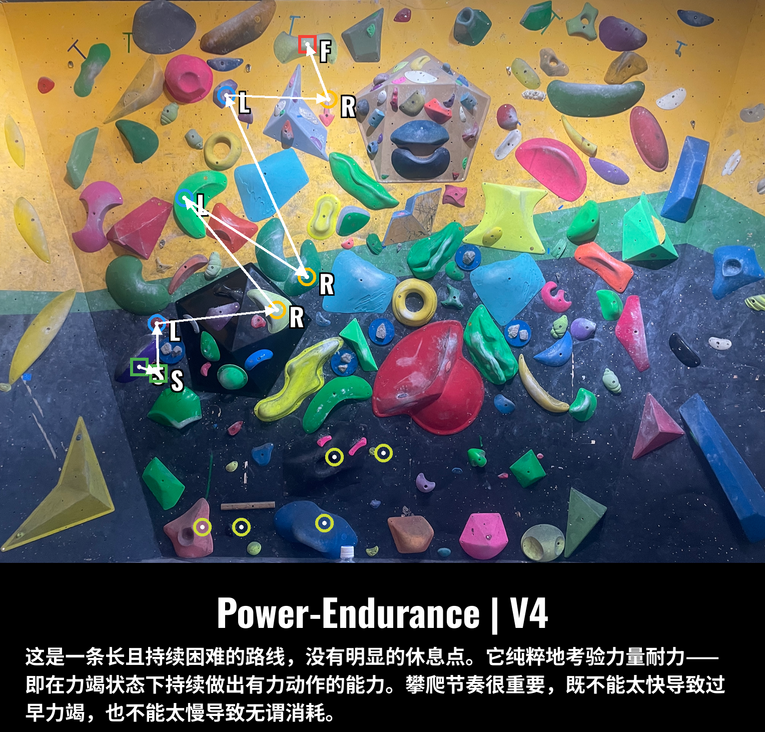 F
L
R
L
R
R
L
S
S
Power-Endurance | V4
这是一条长且持续困难的路线，没有明显的休息点。它纯粹地考验力量耐力——
即在力竭状态下持续做出有力动作的能力。攀爬节奏很重要，既不能太快导致过
早力竭，也不能太慢导致无谓消耗。